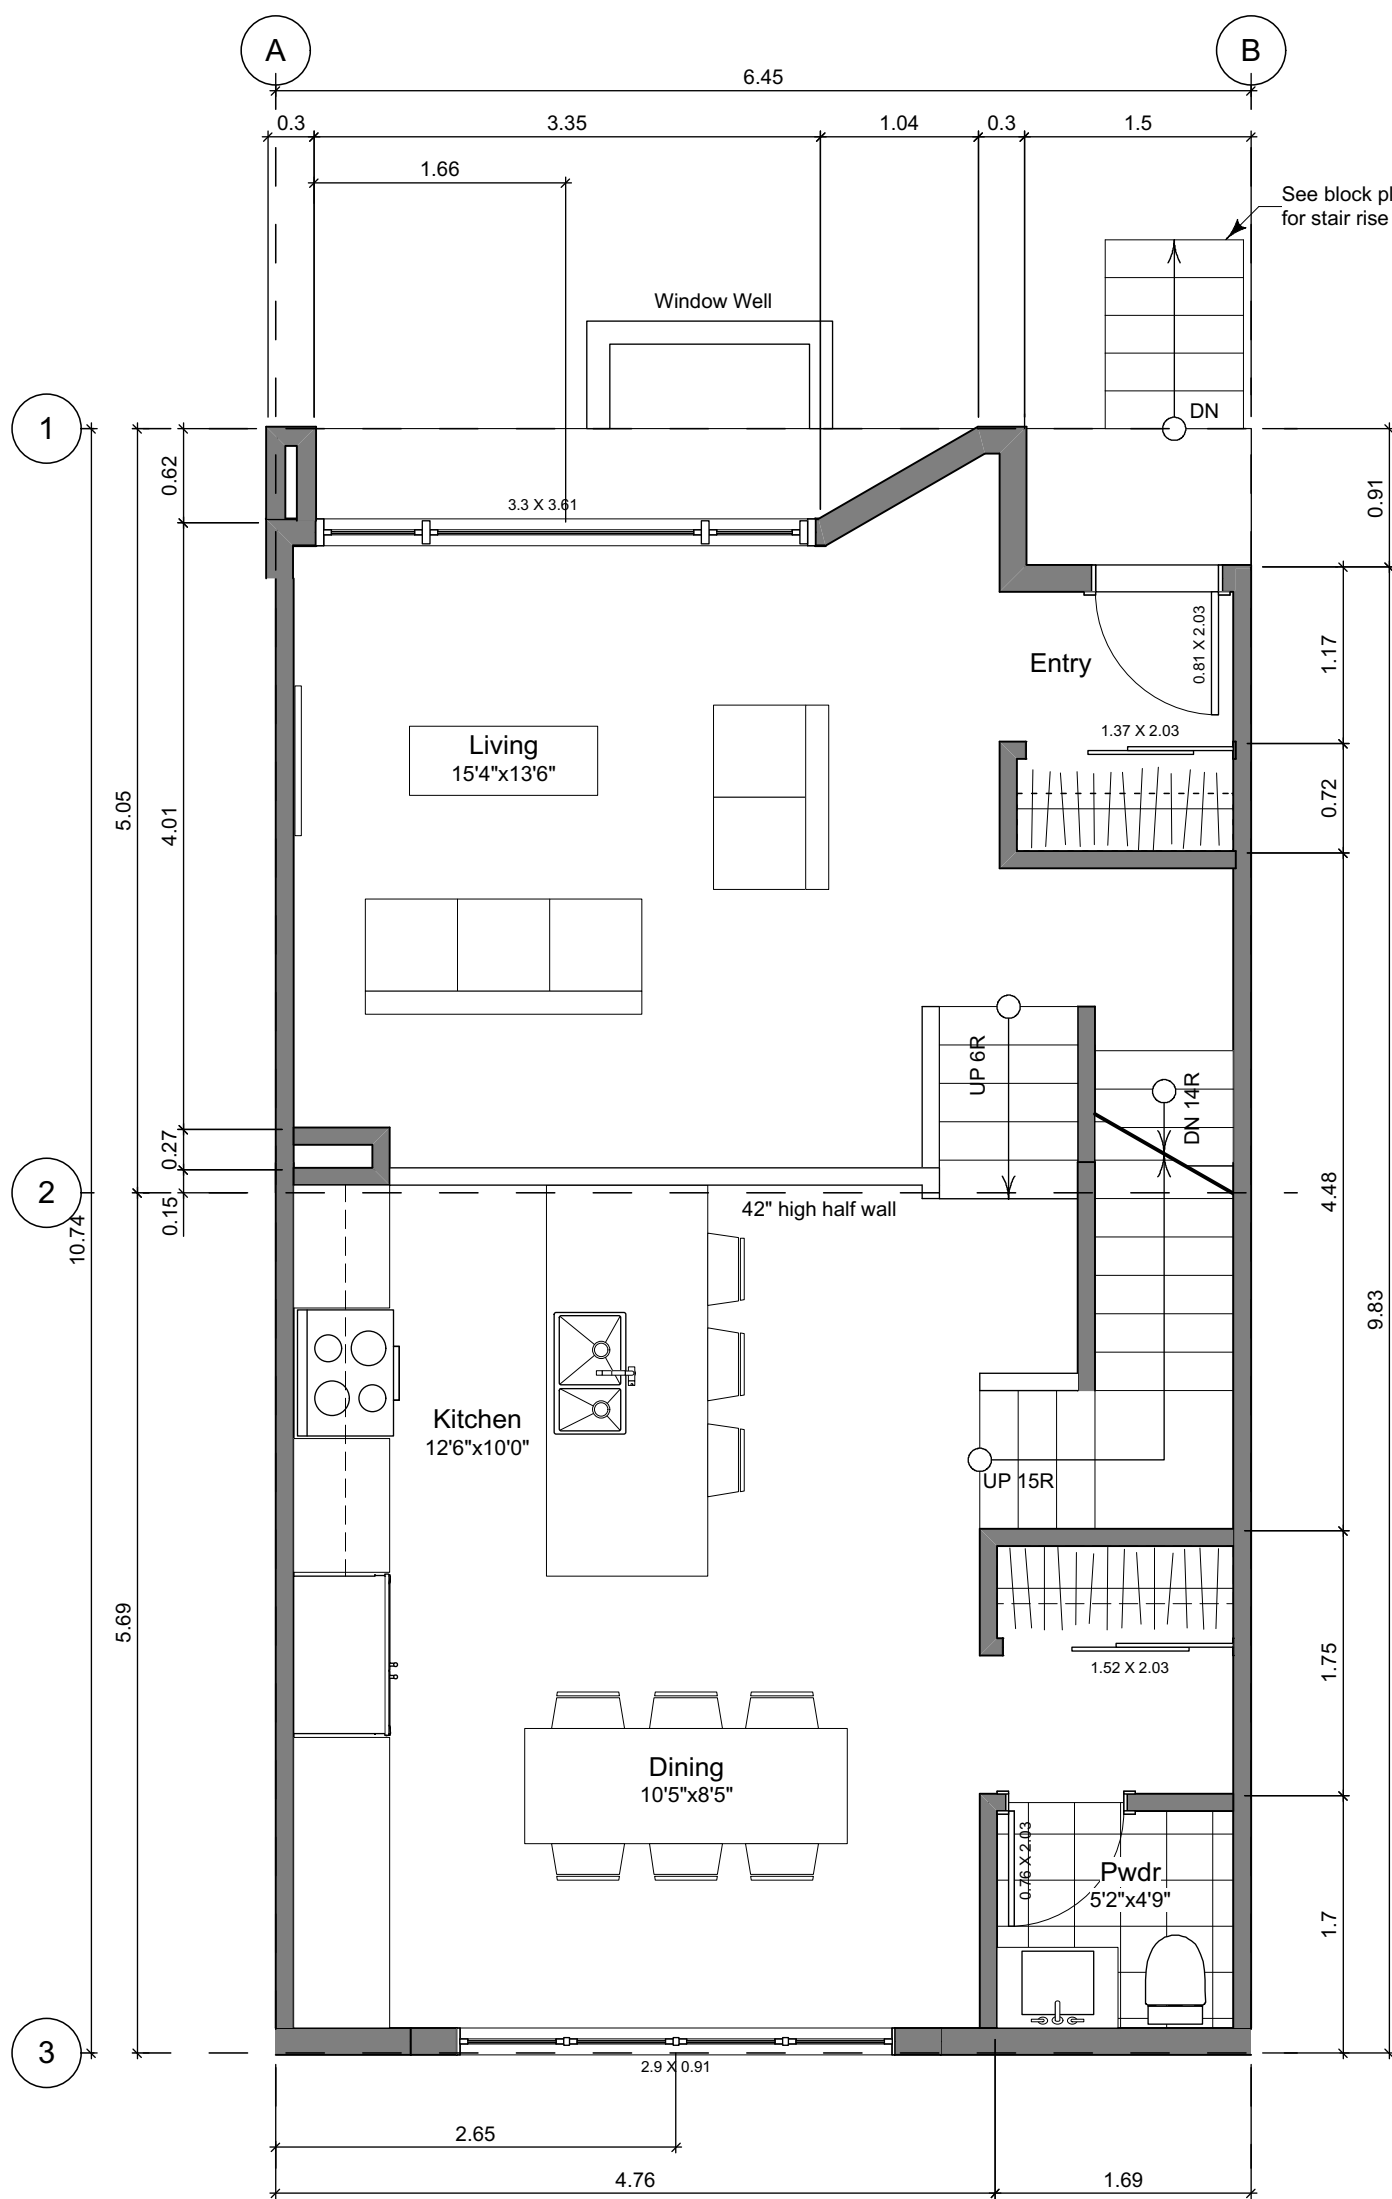 A
B
6.45
0.3
3.35
1.04
0.3
1.5
1.66
See block pl
for stair rise
Window Well
1
DN
0.62
0.91
3.3 X 3.61
0.81 X 2.03
Entry
1.17
1.37 X 2.03
Living
15'4"x13'6"
0.72
5.05
4.01
UP 6R
DN 14R
0.27
2
0.15
42" high half wall
10.74
4.48
9.83
Kitchen
12'6"x10'0"
UP 15R
5.69
1.75
1.52 X 2.03
Dining
10'5"x8'5"
0.76 X 2.03
Pwdr
5'2"x4'9"
1.7
3
2.9 X 0.91
2.65
4.76
1.69